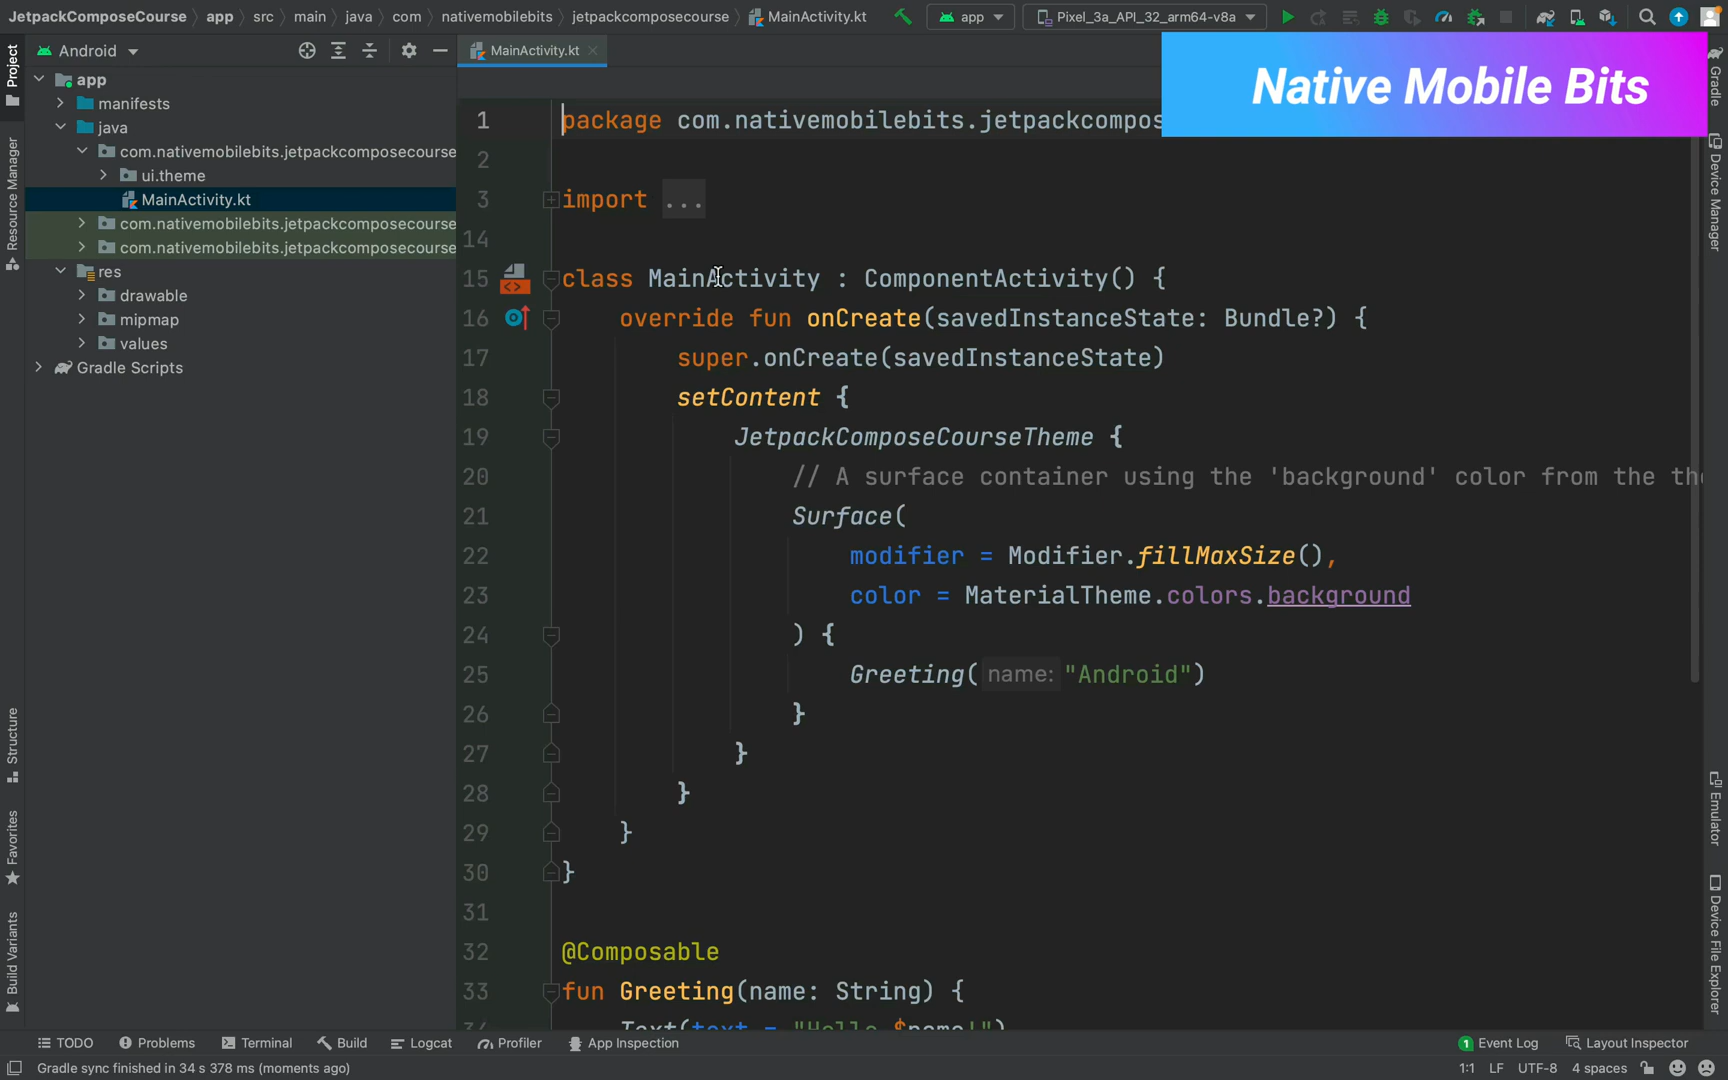 JetpackComposeCourse app src main java com nativemobilebits jetpackcomposecourse MainActivity.kt app Pixel_3a_API_32_arm64-v8a
Android MainActivity.kt
Native Mobile Bits
Project
Resource Manager
Structure
Favorites
Build Variants
app
manifests
java
com.nativemobilebits.jetpackcomposecourse
ui.theme
MainActivity.kt
com.nativemobilebits.jetpackcomposecourse
com.nativemobilebits.jetpackcomposecourse
res
drawable
mipmap
values
Gradle Scripts
1 package com.nativemobilebits.jetpackcompos
2
3 import ...
14
15 class MainActivity : ComponentActivity() {
16 override fun onCreate(savedInstanceState: Bundle?) {
17 super.onCreate(savedInstanceState)
18 setContent {
19 JetpackComposeCourseTheme {
20 // A surface container using the 'background' color from the th
21 Surface(
22 modifier = Modifier.fillMaxSize(),
23 color = MaterialTheme.colors.background
24 ) {
25 Greeting( name: "Android")
26 }
27 }
28 }
29 }
30 }
31
32 @Composable
33 fun Greeting(name: String) {
34 Text(text = "Hello $name!")
Gradle
Device Manager
Emulator
Device File Explorer
TODO Problems Terminal Build Logcat Profiler App Inspection 1 Event Log Layout Inspector
Gradle sync finished in 34 s 378 ms (moments ago) 1:1 LF UTF-8 4 spaces